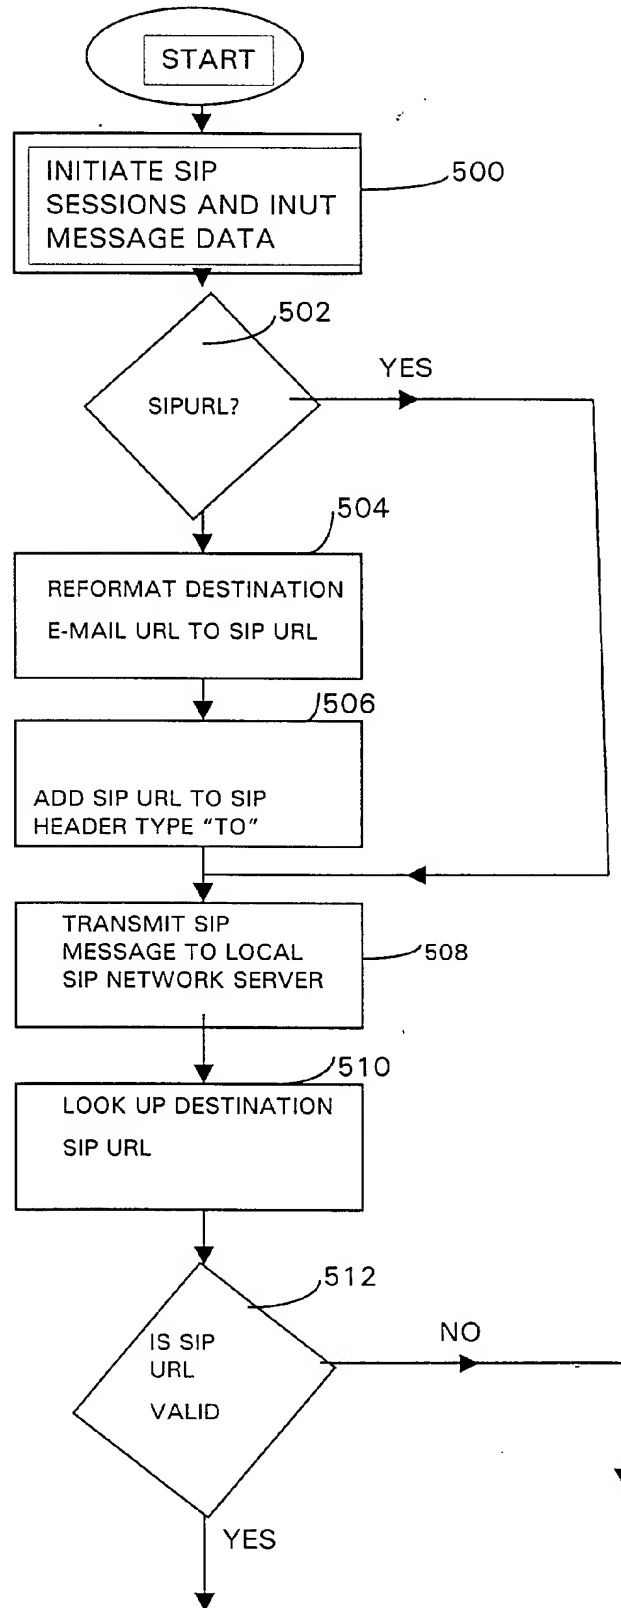 START
INITIATE SIP
SESSIONS AND INUT
MESSAGE DATA
500
502
YES
SIPURL?
504
REFORMAT DESTINATION
E-MAIL URL TO SIP URL
506
ADD SIP URL TO SIP
HEADER TYPE “TO”
TRANSMIT SIP
MESSAGE TO LOCAL
SIP NETWORK SERVER
508
510
LOOK UP DESTINATION
SIP URL
512
IS SIP
URL
VALID
NO
YES